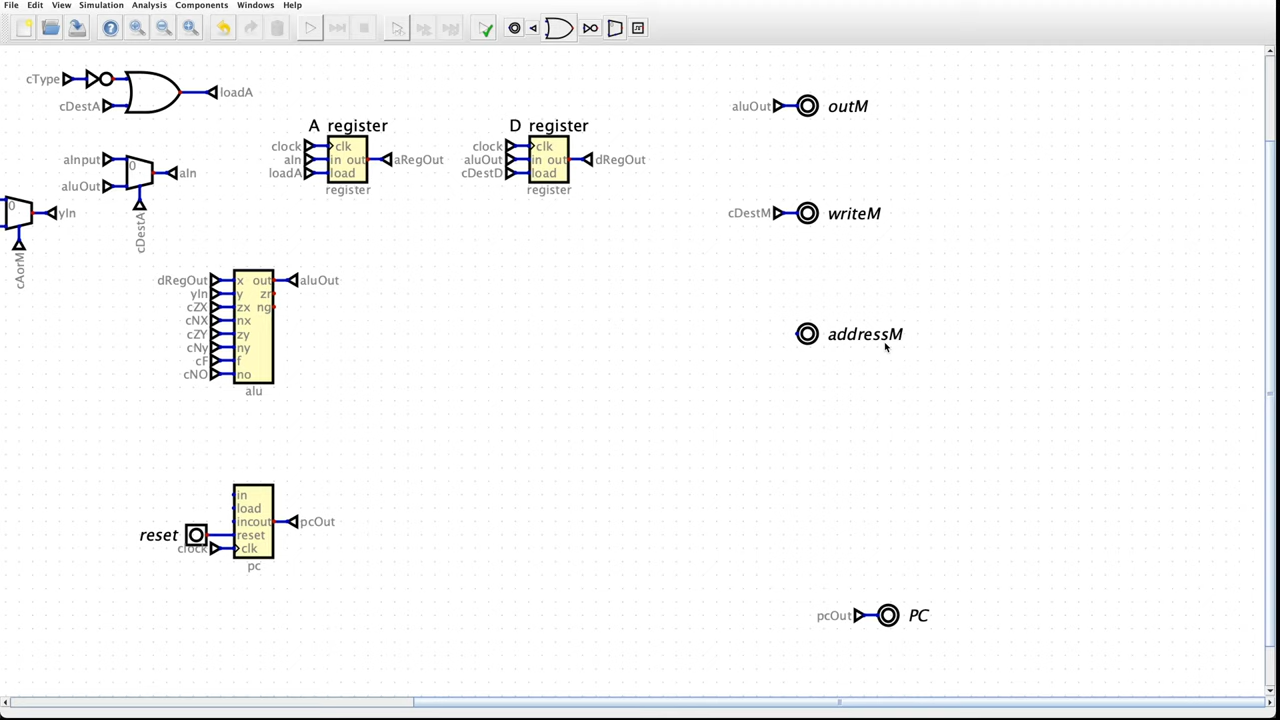 File Edit View Simulation Analysis Components Windows Help
cType
cDestA
loadA
aInput
aluOut
0
aIn
cDestA
0
yIn
cAorM
A register
clock
aIn
loadA
clk
in out
load
aRegOut
register
D register
clock
aluOut
cDestD
clk
in out
load
dRegOut
register
aluOut outM
cDestM writeM
addressM
dRegOut x out aluOut
yIn y zr
cZX zx ng
cNX nx
cZY zy
cNy ny
cF f
cNO no
alu
in
load
incout pcOut
reset reset
clock clk
pc
pcOut PC